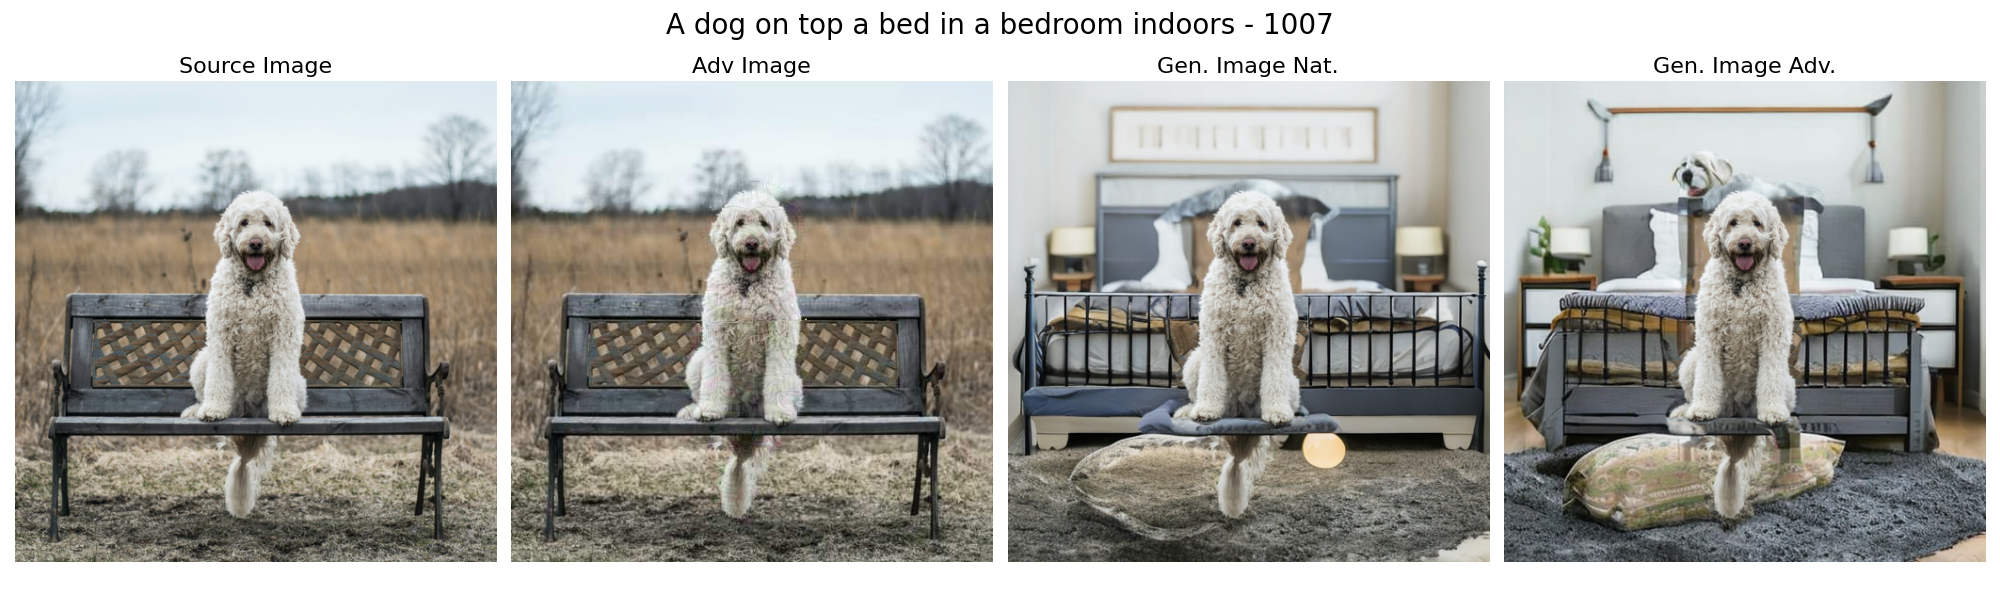 A dog on top a bed in a bedroom indoors - 1007
Source Image
Adv Image
Gen. Image Nat.
Gen. Image Adv.